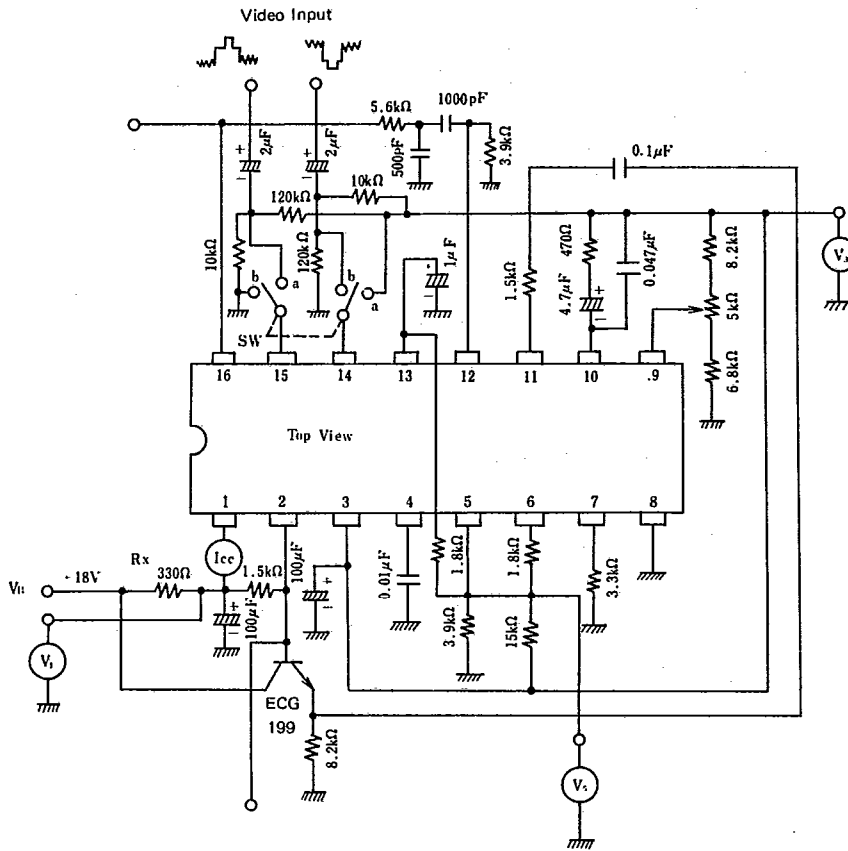 Video Input
1000pF
5.6kΩ
2μF
2μF
500pF
3.9kΩ
0.1μF
10kΩ
120kΩ
10kΩ
120kΩ
1μF
1.5kΩ
470Ω
4.7μF
0.047μF
8.2kΩ
5kΩ
6.8kΩ
b
a
b
a
SW
16
15
14
13
12
11
10
.9
Top View
1
2
3
4
5
6
7
8
Icc
Rx
+18V
330Ω
1.5kΩ
100μF
100μF
0.01μF
1.8kΩ
1.8kΩ
3.3kΩ
3.9kΩ
15kΩ
V₁
ECG
199
8.2kΩ